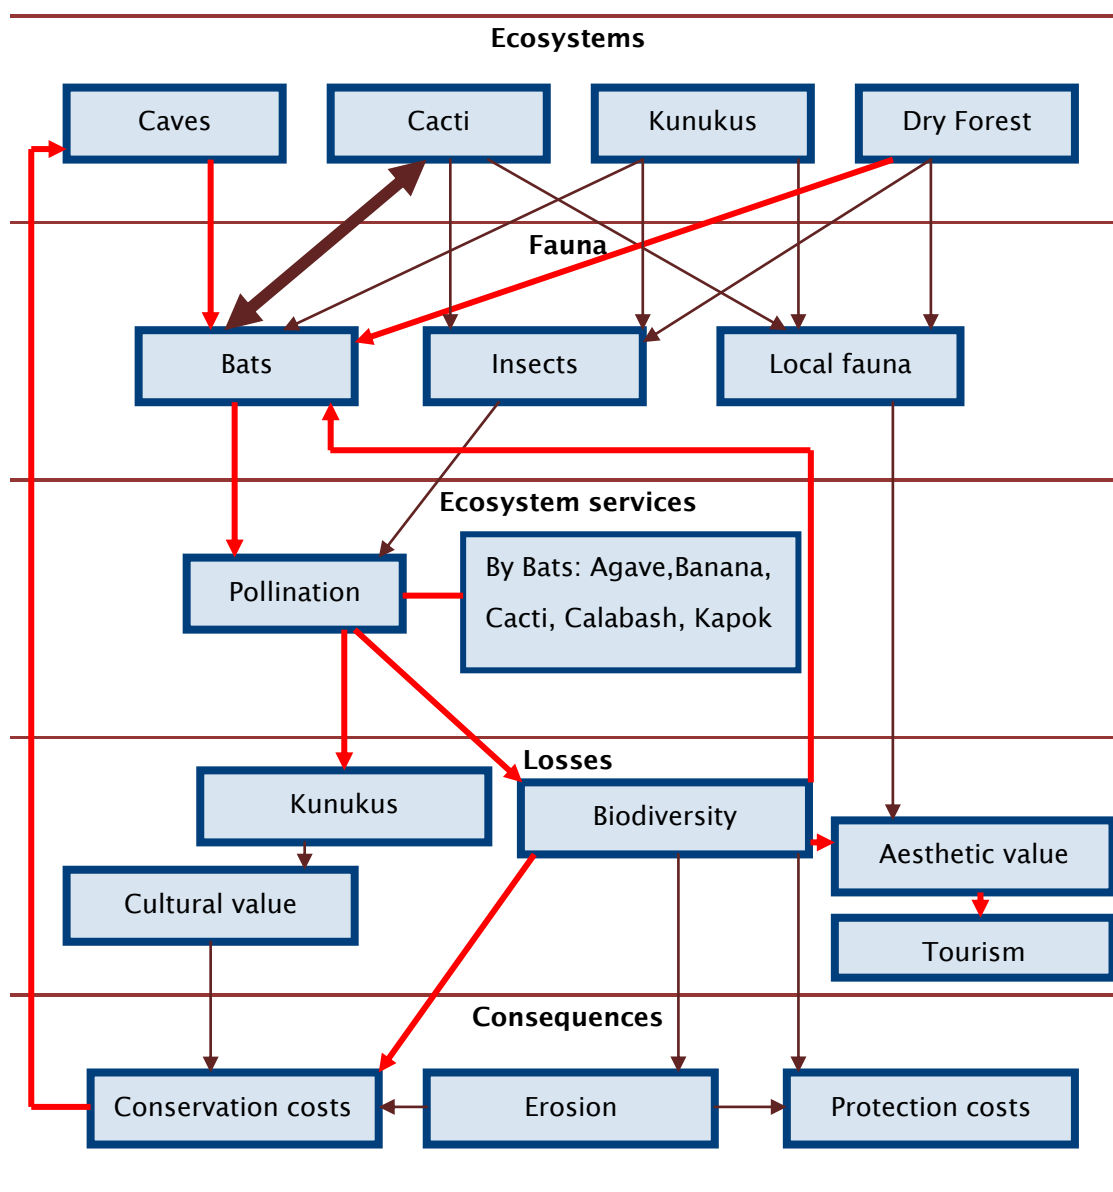 Ecosystems
Caves
Cacti
Kunukus
Dry Forest
Fauna
Bats
Insects
Local fauna
Ecosystem services
Pollination
By Bats: Agave,Banana,
Cacti, Calabash, Kapok
Losses
Kunukus
Biodiversity
Aesthetic value
Cultural value
Tourism
Consequences
Conservation costs
Erosion
Protection costs